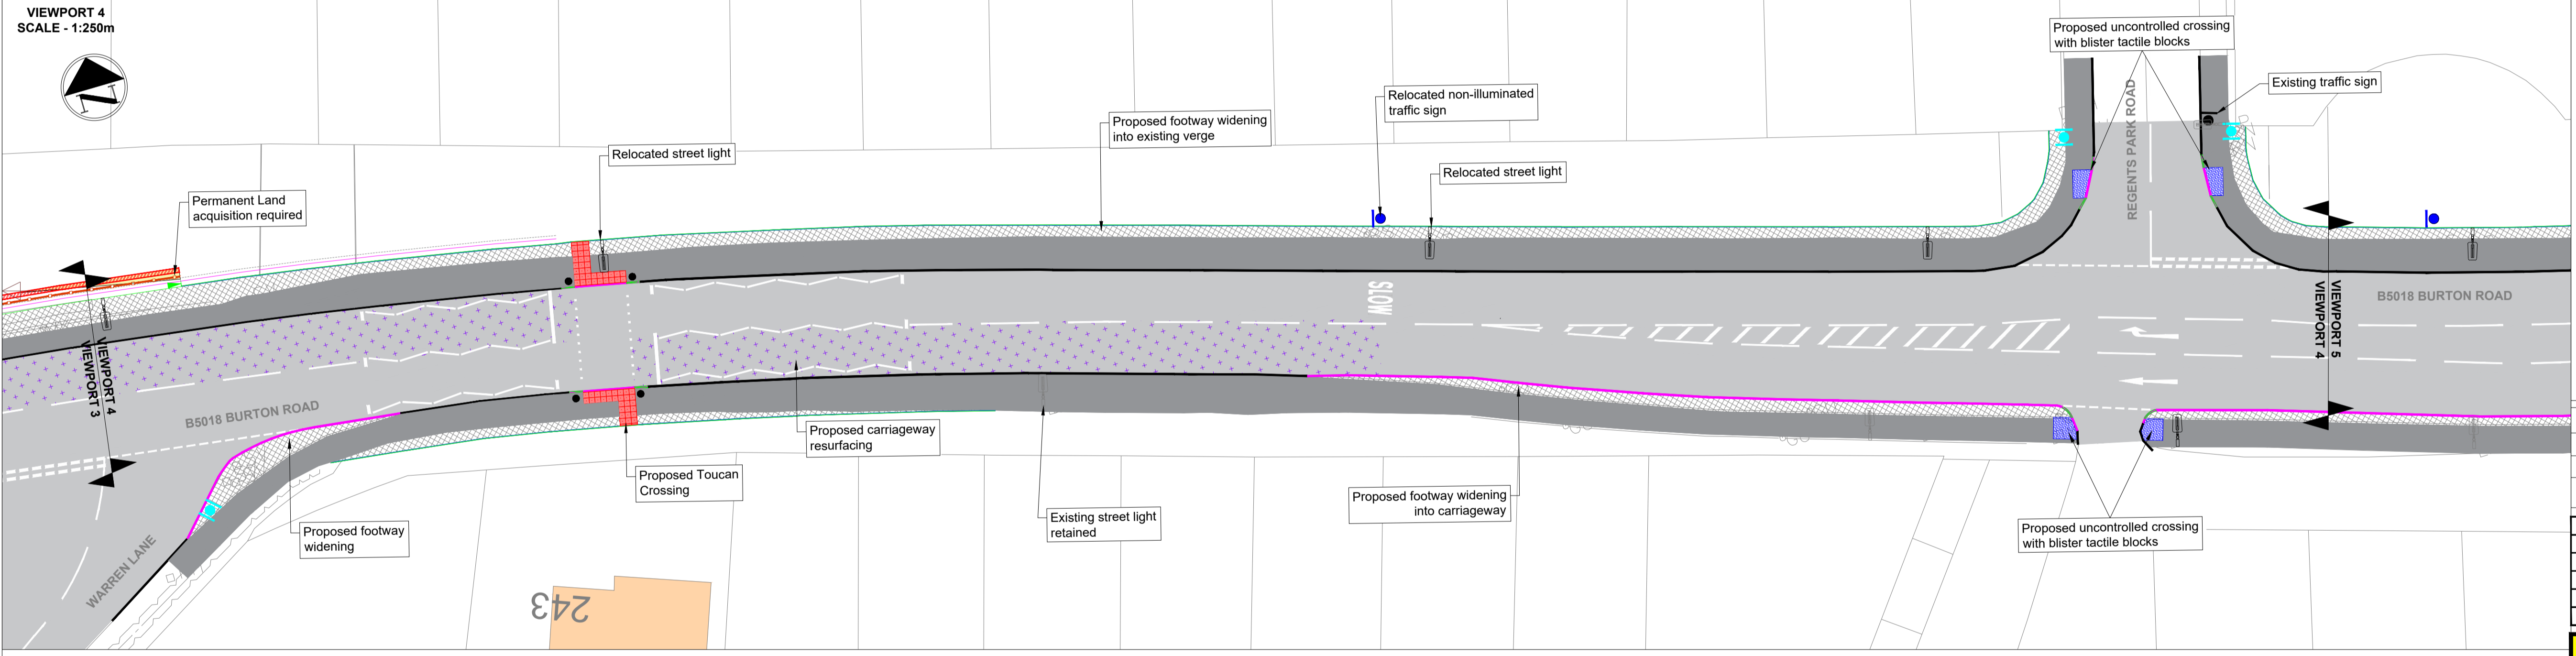 VIEWPORT 4
SCALE - 1:250m
N
Proposed uncontrolled crossing
with blister tactile blocks
Existing traffic sign
Relocated non-illuminated
traffic sign
Proposed footway widening
into existing verge
Relocated street light
Relocated street light
Permanent Land
acquisition required
REGENTS PARK ROAD
SLOW
B5018 BURTON ROAD
VIEWPORT 5
VIEWPORT 4
VIEWPORT 4
VIEWPORT 3
B5018 BURTON ROAD
Proposed carriageway
resurfacing
Proposed Toucan
Crossing
Proposed footway widening
into carriageway
Existing street light
retained
Proposed footway
widening
Proposed uncontrolled crossing
with blister tactile blocks
WARREN LANE
243